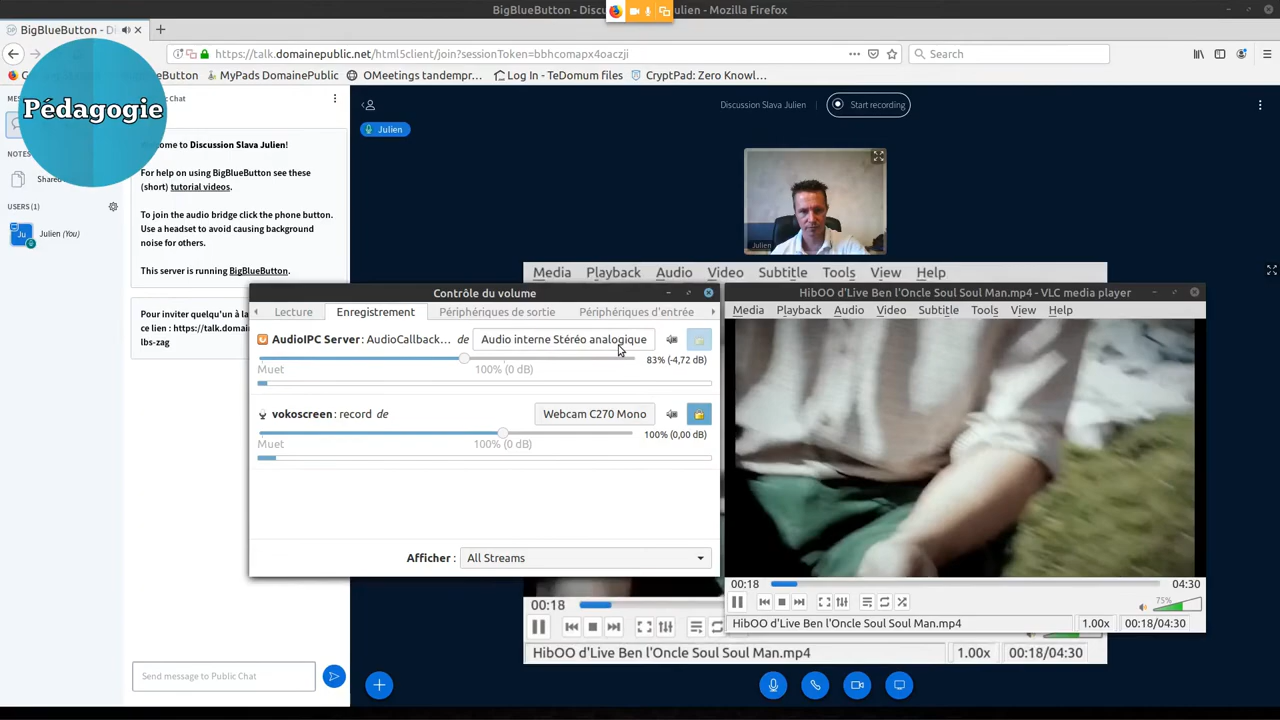 BigBlueButton - Disc
ulien - Mozilla Firefox
BigBlueButton - D
https://talk.domainepublic.net/html5client/join?sessionToken=bbhcomapx4oaczji
Search
MyPads DomainePublic
OMeetings tandempr...
Log In - TeDomum files
CryptPad: Zero Knowl...
Pédagogie
Public Chat
Welcome to Discussion Slava Julien!
For help on using BigBlueButton see these
(short) tutorial videos.
To join the audio bridge click the phone button.
Use a headset to avoid causing background
noise for others.
This server is running BigBlueButton.
Pour inviter quelqu'un à la
ce lien : https://talk.domai
lbs-zag
NOTES
Shared
USERS (1)
Ju
Julien (You)
Send message to Public Chat
Discussion Slava Julien
Start recording
Julien
Julien
Media Playback Audio Video Subtitle Tools View Help
Contrôle du volume
Lecture Enregistrement Périphériques de sortie Périphériques d'entrée
AudioIPC Server: AudioCallback... de Audio interne Stéréo analogique
83% (-4,72 dB)
Muet 100% (0 dB)
vokoscreen: record de Webcam C270 Mono
100% (0,00 dB)
Muet 100% (0 dB)
Afficher : All Streams
HibOO d'Live Ben l'Oncle Soul Soul Man.mp4 - VLC media player
Media Playback Audio Video Subtitle Tools View Help
00:18 04:30
75%
HibOO d'Live Ben l'Oncle Soul Soul Man.mp4 1.00x 00:18/04:30
00:18
HibOO d'Live Ben l'Oncle Soul Soul Man.mp4 1.00x 00:18/04:30